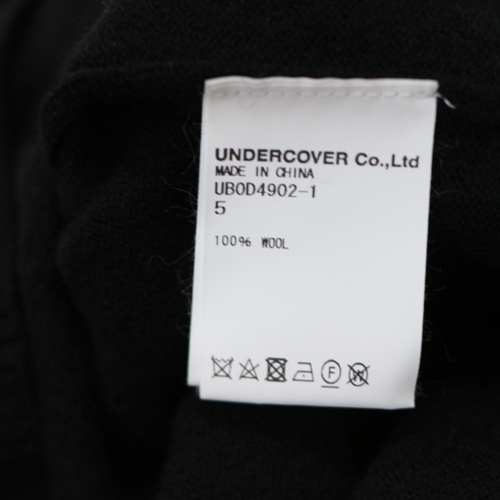 UNDERCOVER Co.,Ltd
MADE IN CHINA
UB0D4902-1
5
100% WOOL
F
W